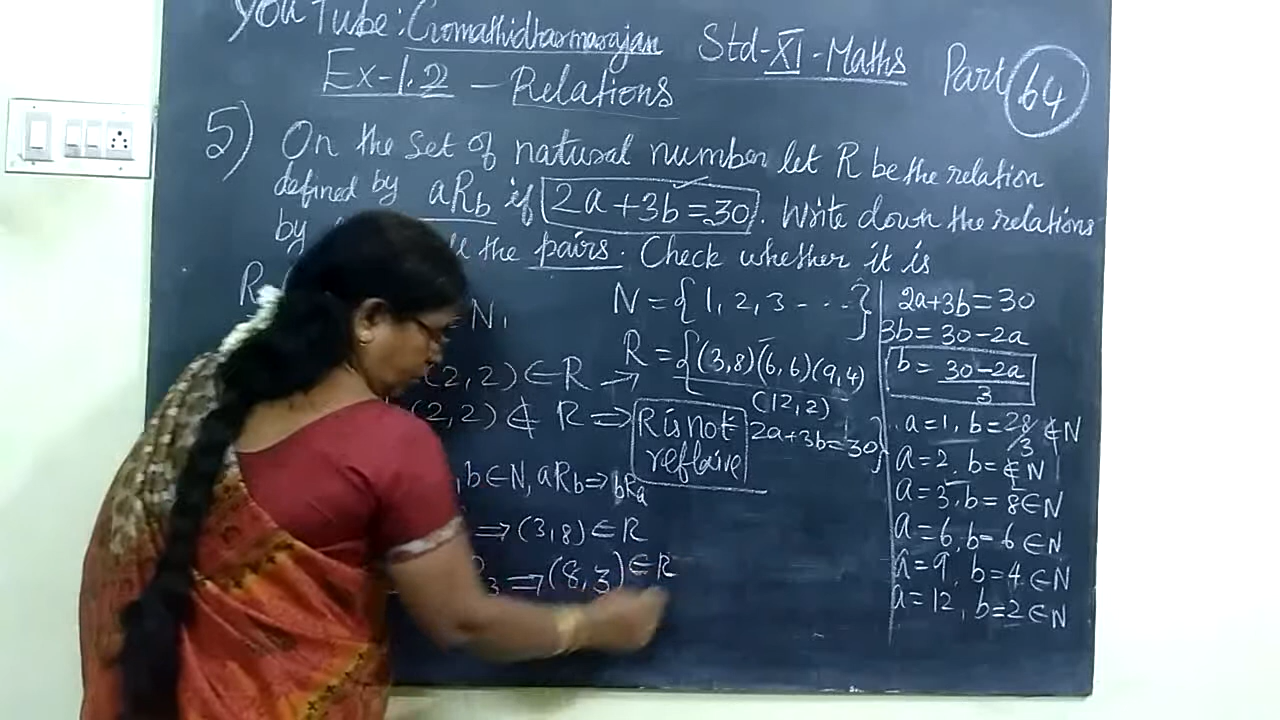 YouTube: Gomathidharmarajan Std-XI-Maths Part 64
Ex-1.2 - Relations
5) On the set of natural number let R be the relation
defined by aRb if 2a+3b=30. Write down the relations
by the pairs. Check whether it is
R
N,
(2,2) ∈ R →
(2,2) ∉ R ⇒ R is not
reflexive
,b∈N, aRb⇒bRa
⇒(3,8)∈R
R3 ⇒(8,3)∈R
N = {1, 2, 3 - - - }
R = {(3,8)(6,6)(9,4)
(12,2)
2a+3b=30}
2a+3b=30
3b=30-2a
b = 30-2a
3
a=1, b=28/3 ∉N
a=2, b= ∉N
a=3, b=8∈N
a=6, b=6 ∈N
a=9, b=4 ∈N
a=12, b=2∈N